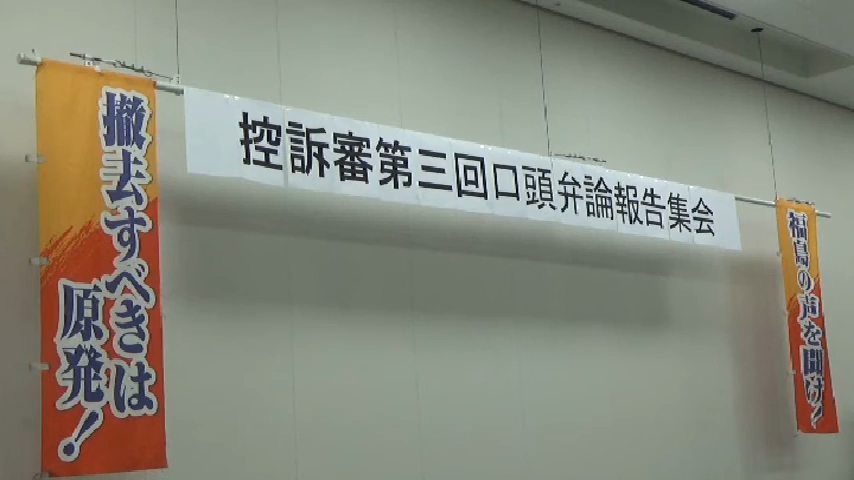 控訴審第三回口頭弁論報告集会
撤去すべきは
原発！
福島の声を聞け！